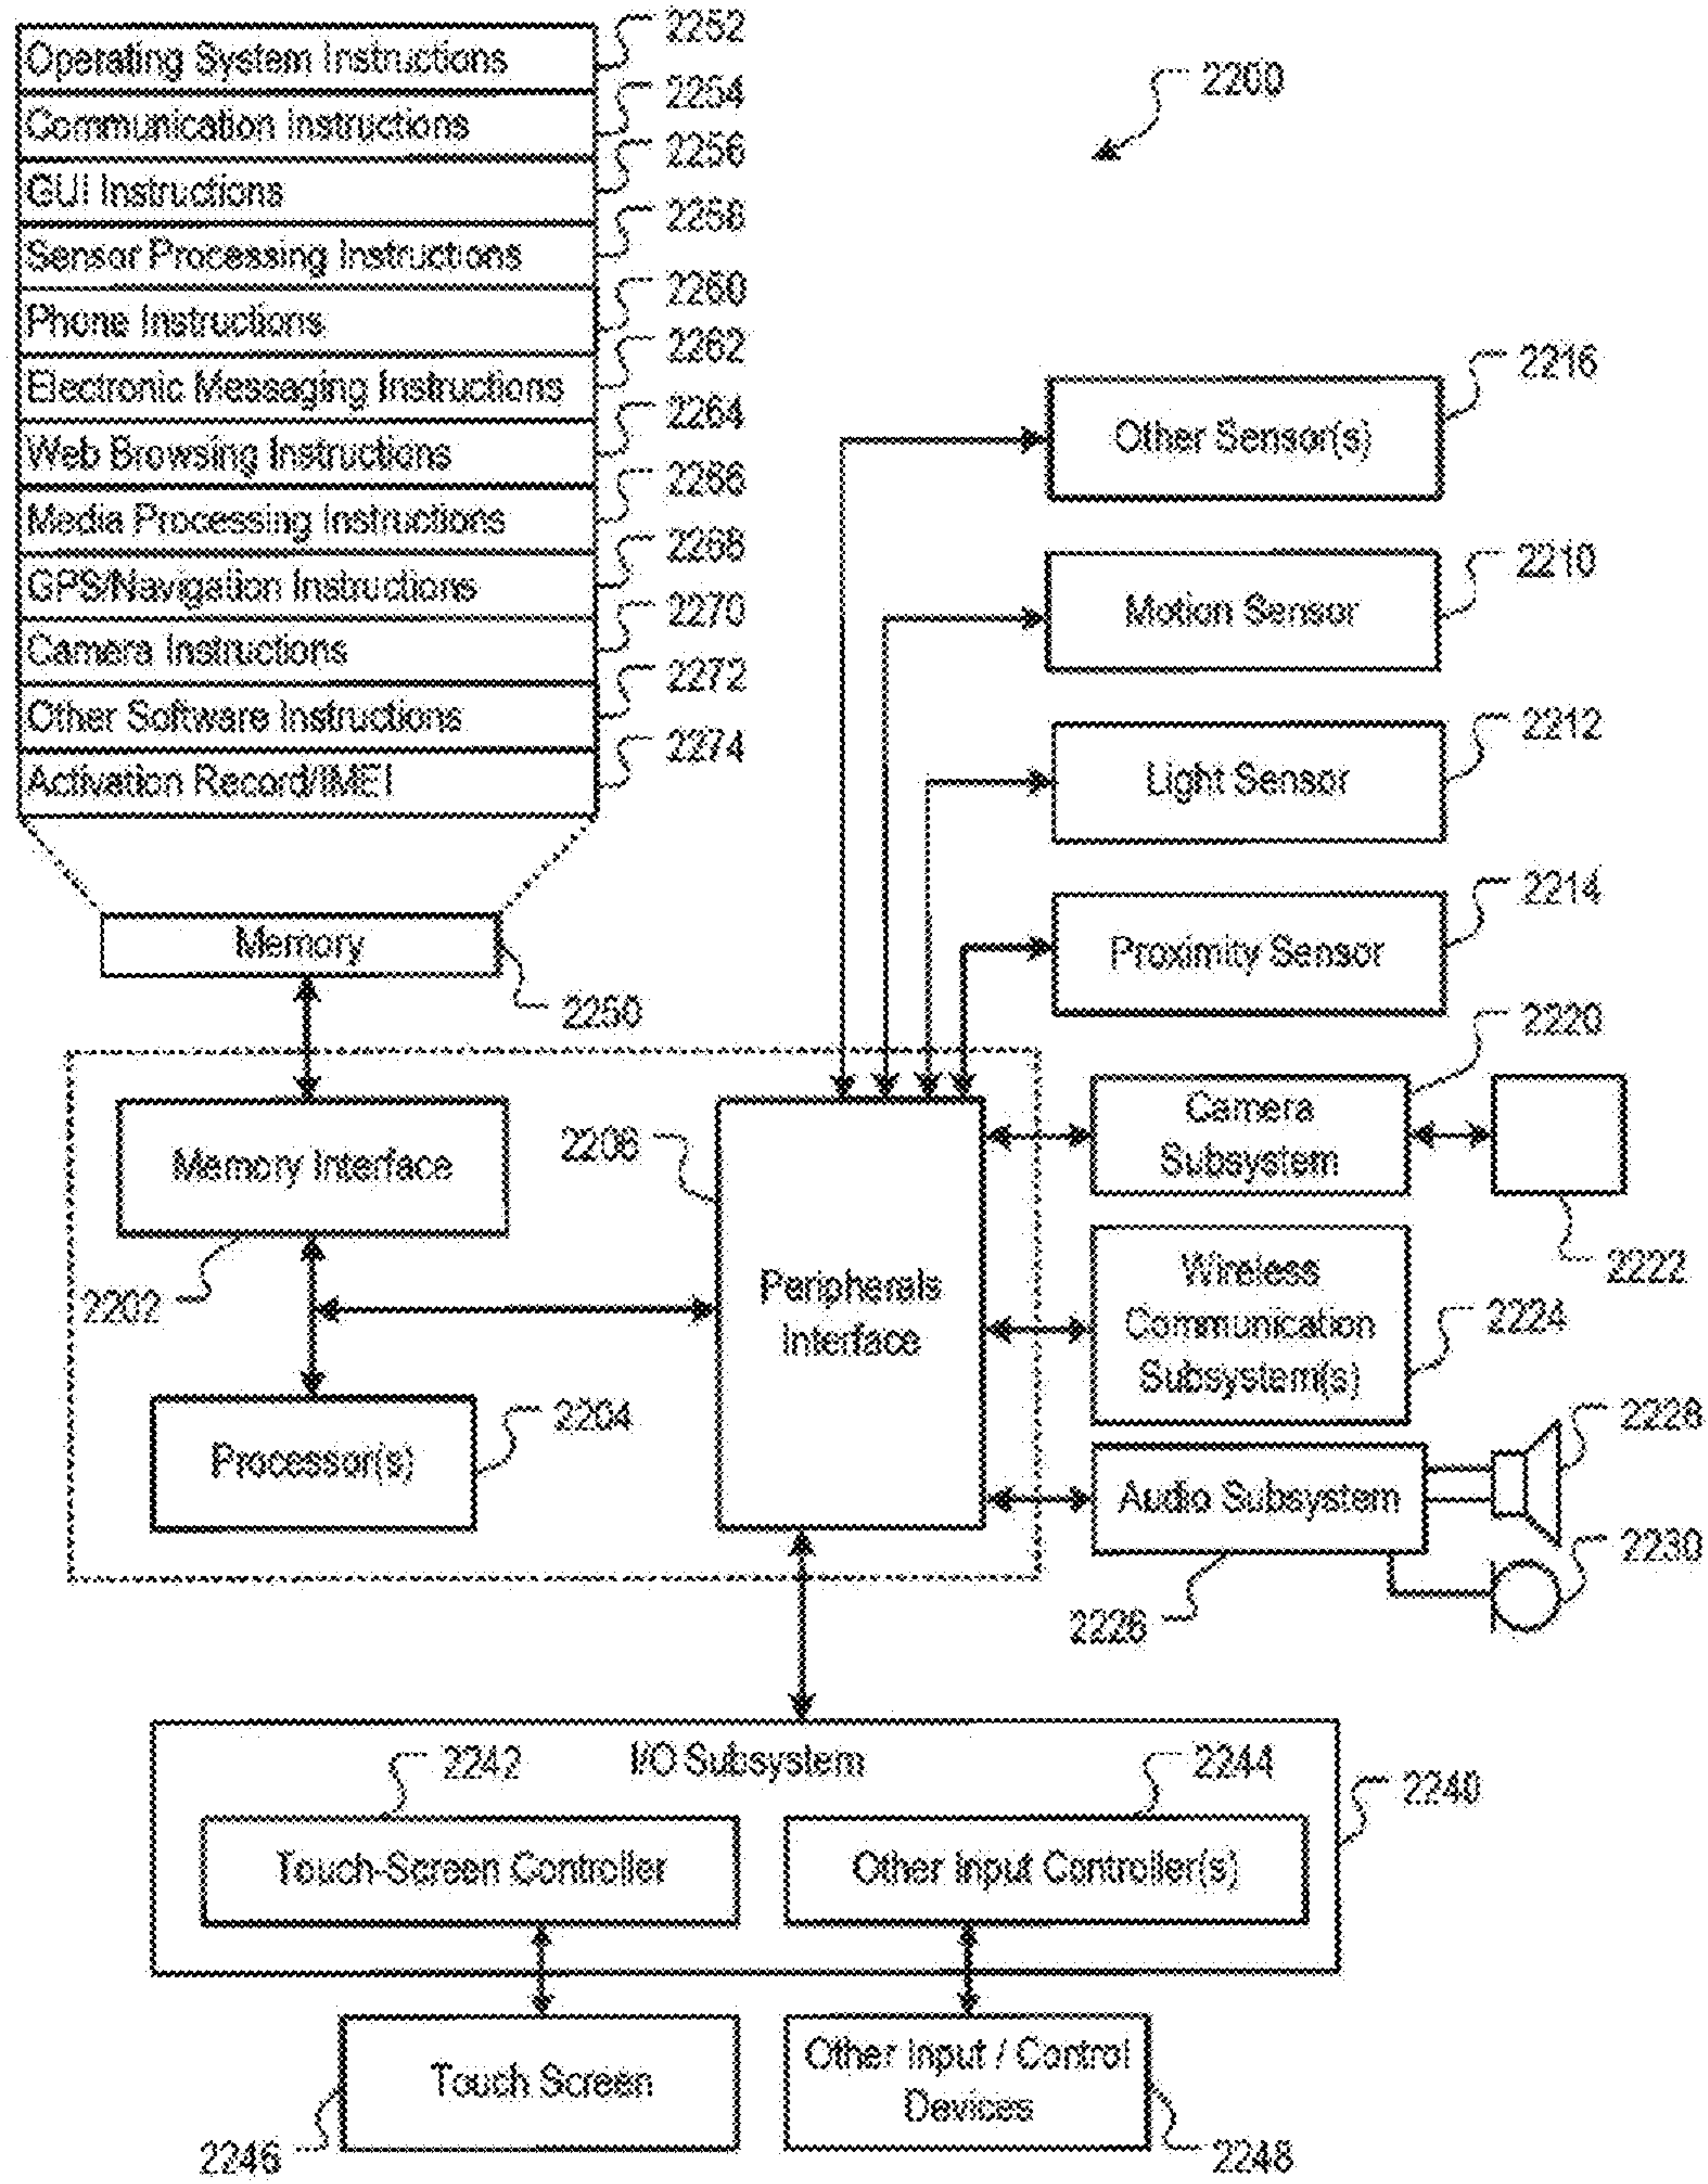 2252
Operating System Instructions
2200
2254
Communication Instructions
2256
GUI Instructions
2258
Sensor Processing Instructions
2260
Phone Instructions
2262
Electronic Messaging Instructions
2216
2264
Other Sensor(s)
Web Browsing Instructions
2266
Media Processing Instructions
2268
2210
GPS/Navigation Instructions
2270
Motion Sensor
Camera Instructions
2272
Other Software Instructions
2212
2274
Activation Record/IMEI
Light Sensor
2214
Memory
Proximity Sensor
2250
2220
Camera
Subsystem
2206
Memory Interface
2222
2202
Peripherals
Interface
Wireless
Communication
Subsystem(s)
2224
2204
Processor(s)
2228
Audio Subsystem
2230
2226
I/O Subsystem
2242
2244
2240
Touch-Screen Controller
Other Input Controller(s)
Touch Screen
Other Input / Control
Devices
2246
2248